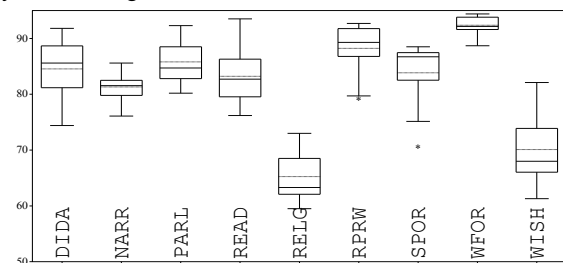 90
80
70
60
50
DIDA
NARR
PARL
READ
RELG
RPRW
SPOR
WFOR
WISH